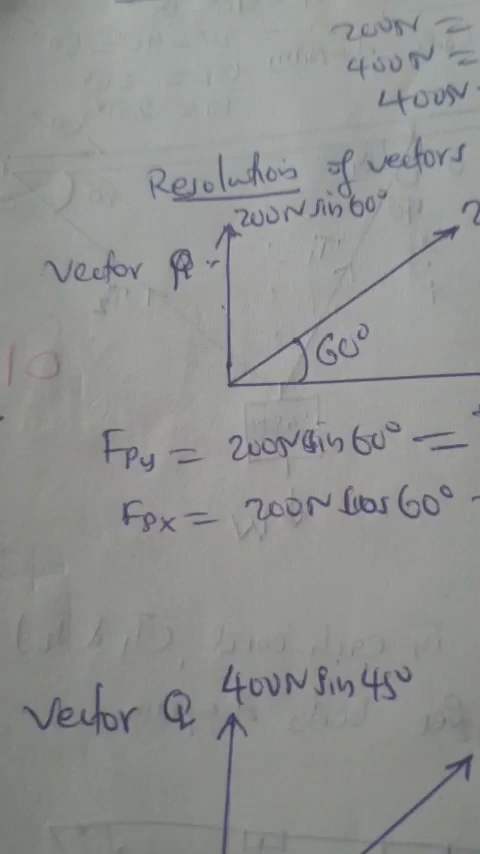 200N =
400N =
400N
Resolution of vectors
200N sin 60°
Vector
2
60°
10
Fpy = 200N sin 60° =
Fpx = 200N cos 60°
400N sin 45°
Vector Q